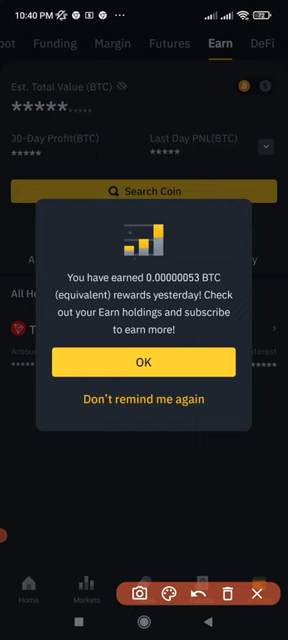 10:40 PM
72
Funding Margin Futures Earn DeFi
Est. Total Value (BTC)
*****.....
30-Day Profit(BTC) Last Day PNL(BTC)
***** *****
Search Coin
You have earned 0.00000053 BTC
(equivalent) rewards yesterday! Check
out your Earn holdings and subscribe
to earn more!
OK
Don't remind me again
All
*****
Home Markets